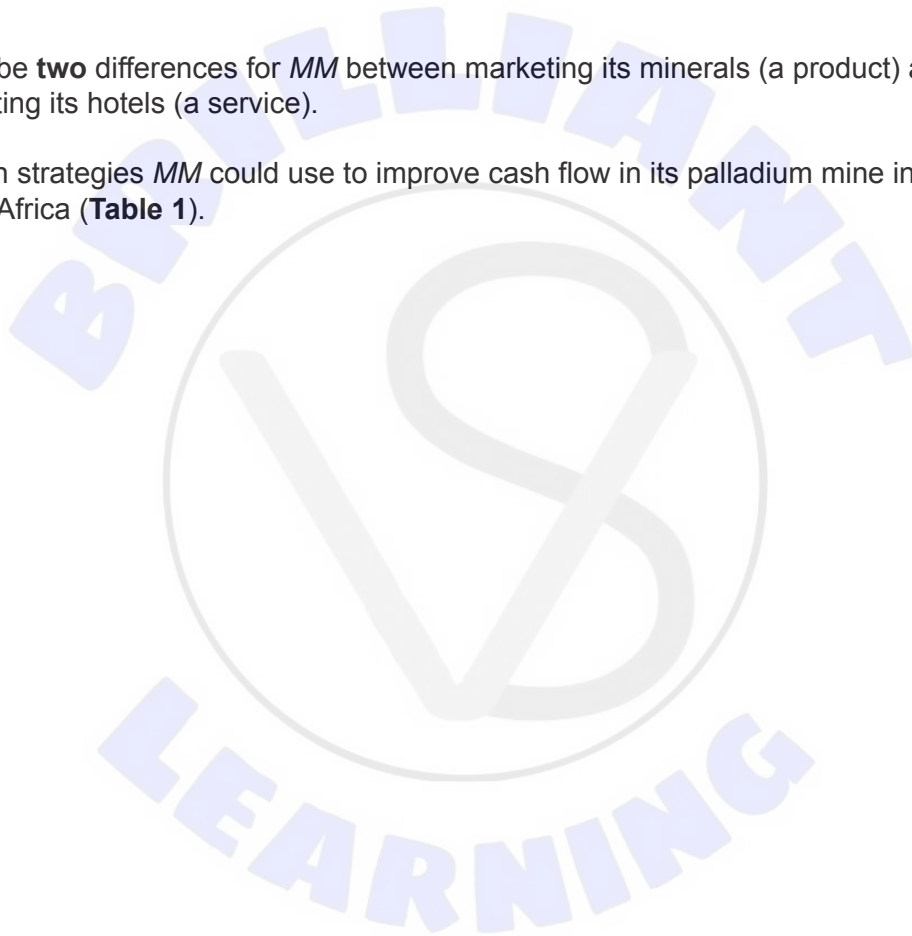 be two differences for MM between marketing its minerals (a product) a
ting its hotels (a service).
n strategies MM could use to improve cash flow in its palladium mine in
Africa (Table 1).
BRILLIANT
VS
LEARNING